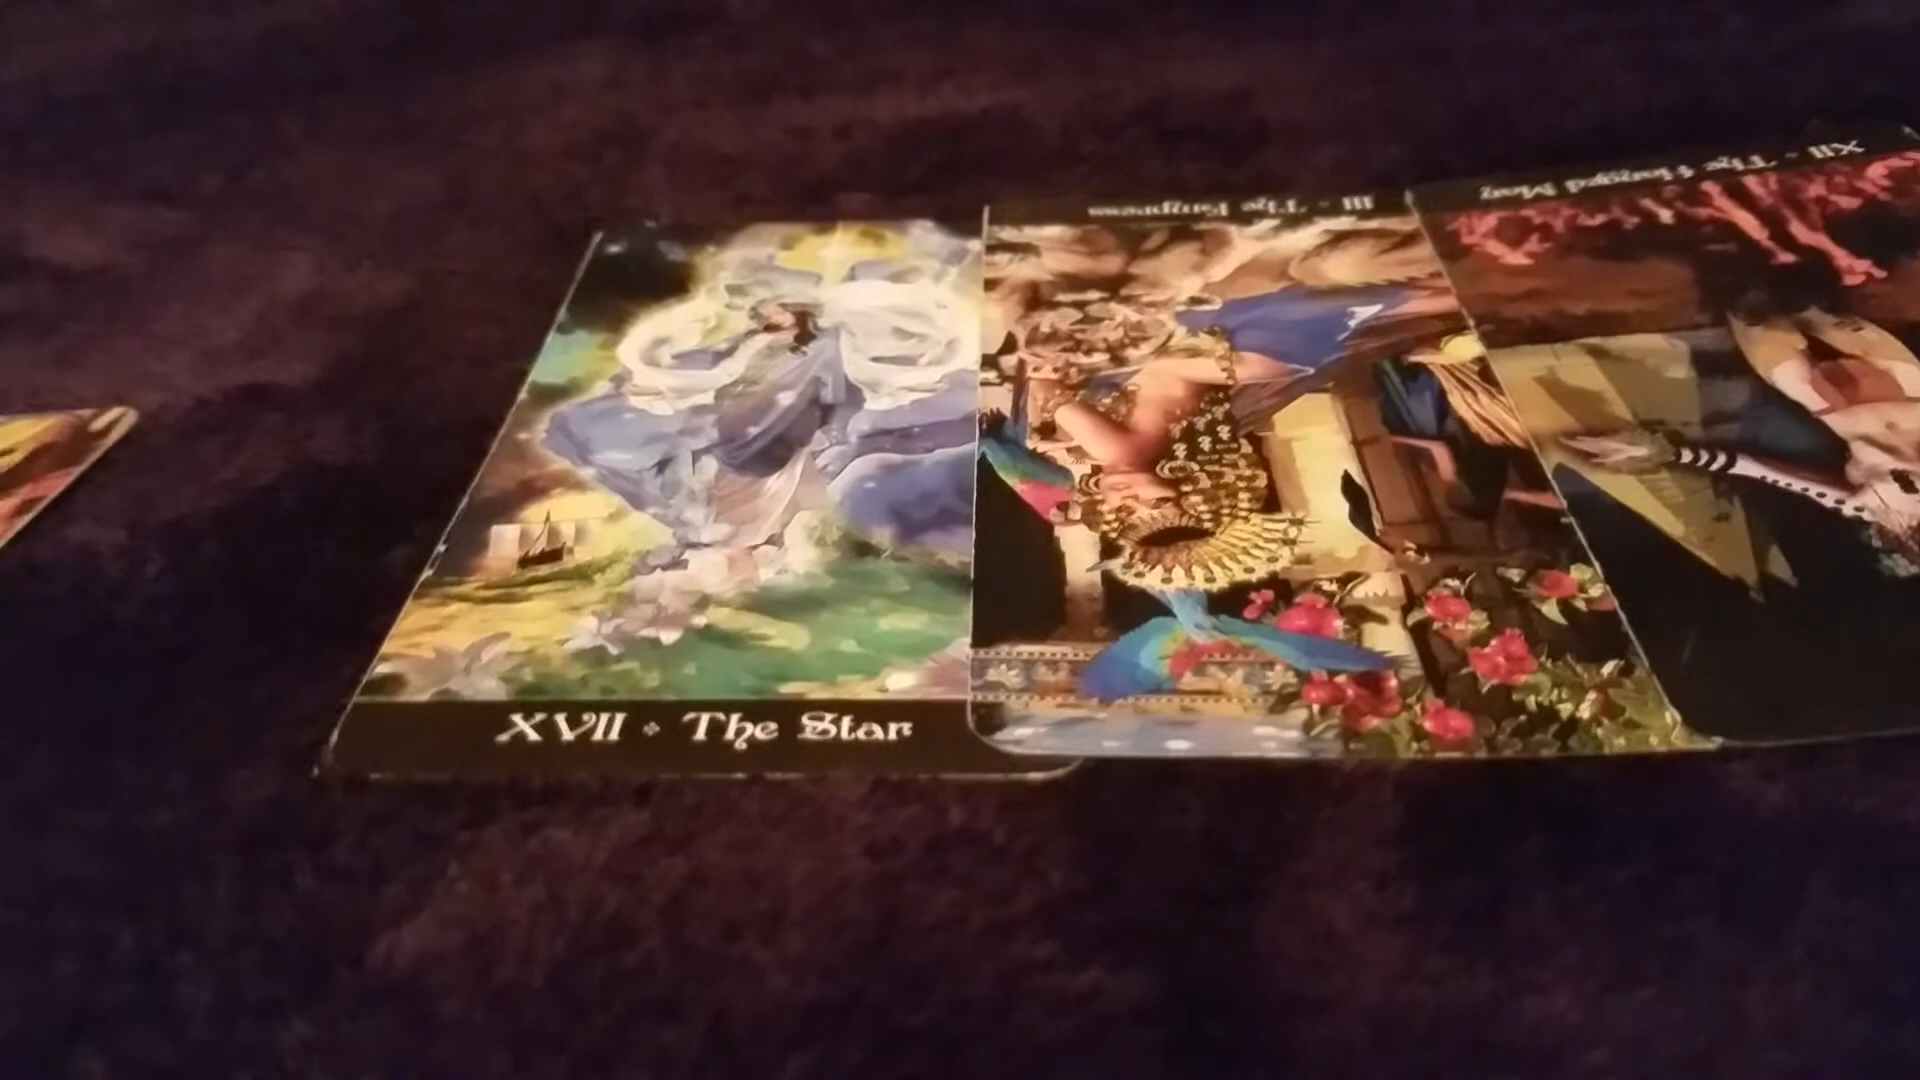 XVII • The Star
III • The Empress
XII • The Hanged Man